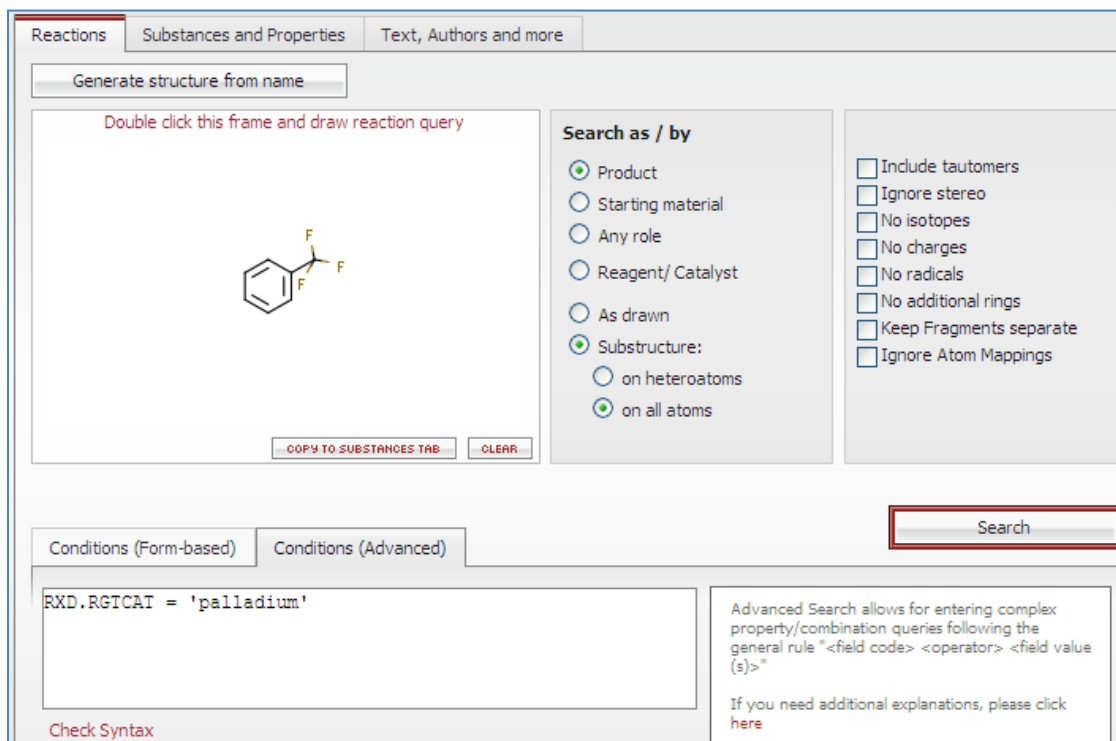 Reactions
Substances and Properties
Text, Authors and more
Generate structure from name
Double click this frame and draw reaction query
F
F
F
COPY TO SUBSTANCES TAB
CLEAR
Search as / by
Product
Starting material
Any role
Reagent/ Catalyst
As drawn
Substructure:
on heteroatoms
on all atoms
Include tautomers
Ignore stereo
No isotopes
No charges
No radicals
No additional rings
Keep Fragments separate
Ignore Atom Mappings
Search
Conditions (Form-based)
Conditions (Advanced)
RXD.RGTCAT = 'palladium'
Check Syntax
Advanced Search allows for entering complex
property/combination queries following the
general rule "<field code> <operator> <field value
(s)>"
If you need additional explanations, please click
here